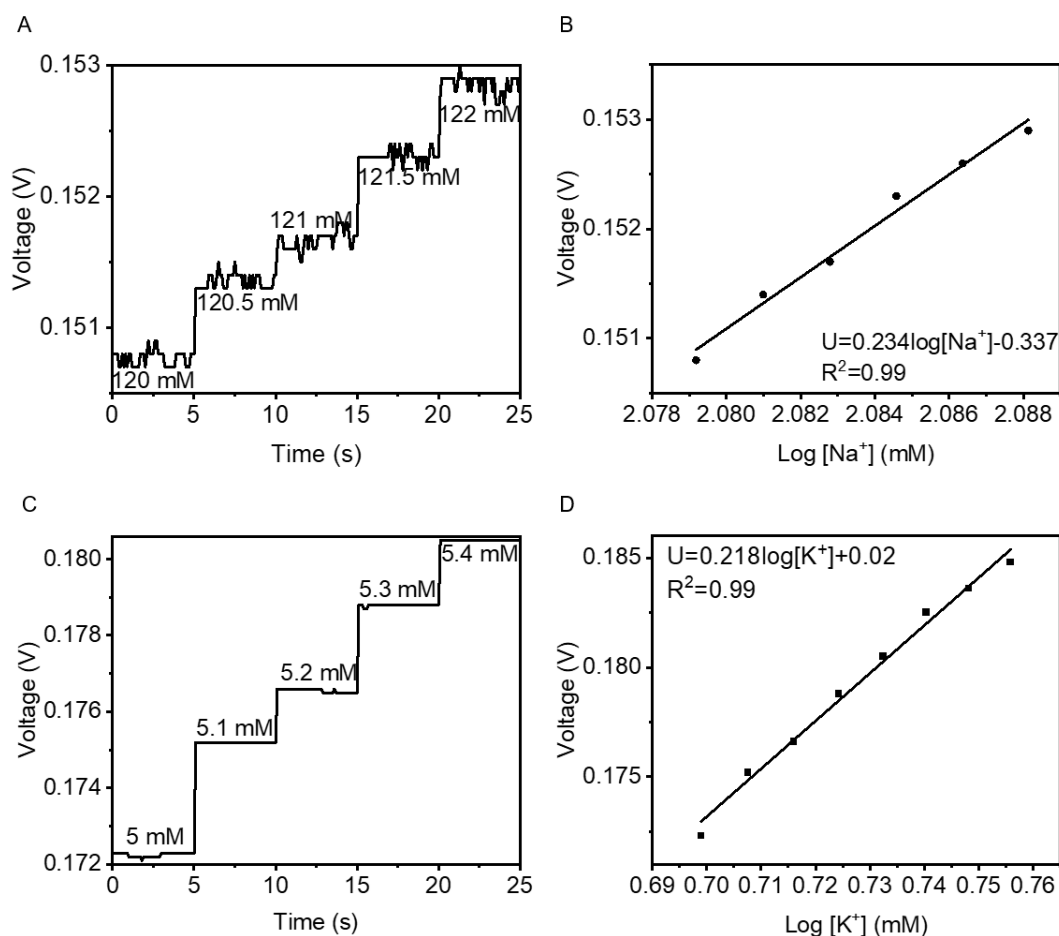 A
Voltage (V)
0.153
0.152
0.151
120 mM
120.5 mM
121 mM
121.5 mM
122 mM
0 5 10 15 20 25
Time (s)
B
Voltage (V)
0.153
0.152
0.151
U=0.234log[Na⁺]-0.337
R²=0.99
2.078 2.080 2.082 2.084 2.086 2.088
Log [Na⁺] (mM)
C
Voltage (V)
0.180
0.178
0.176
0.174
0.172
5 mM
5.1 mM
5.2 mM
5.3 mM
5.4 mM
0 5 10 15 20 25
Time (s)
D
Voltage (V)
U=0.218log[K⁺]+0.02
R²=0.99
0.185
0.180
0.175
0.69 0.70 0.71 0.72 0.73 0.74 0.75 0.76
Log [K⁺] (mM)